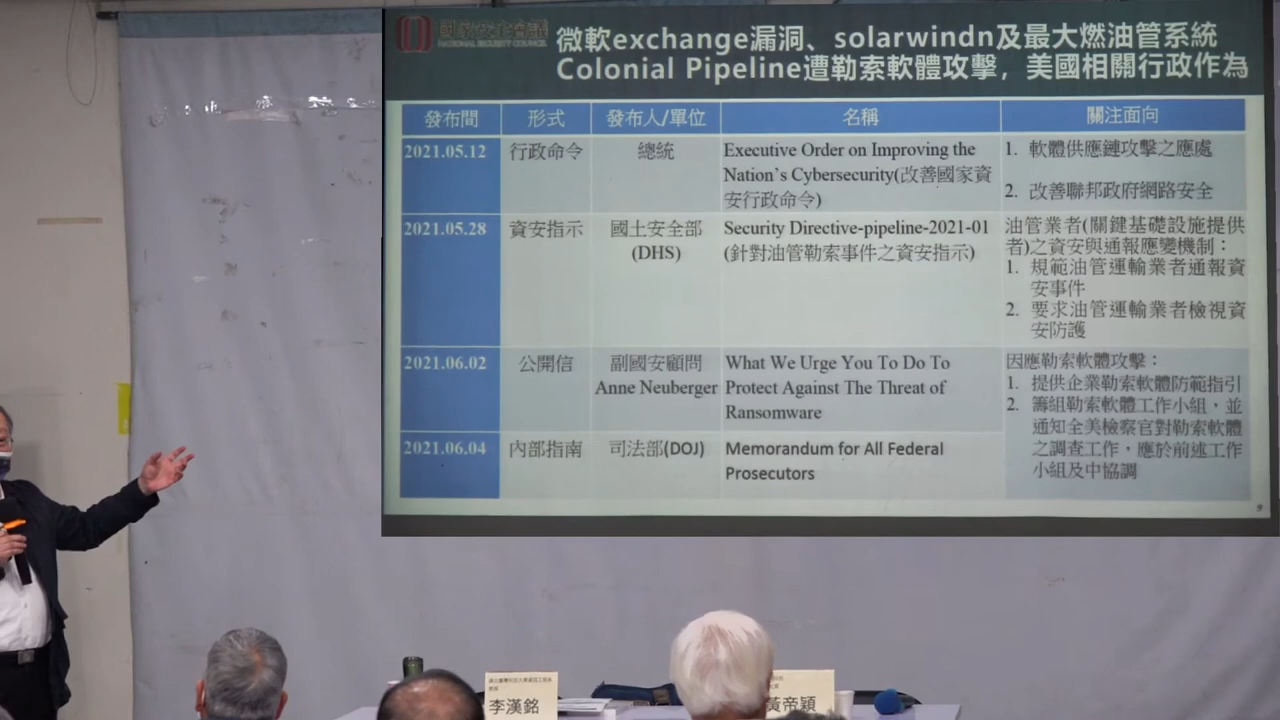 國家安全會議
NATIONAL SECURITY COUNCIL
微軟exchange漏洞、solarwindn及最大燃油管系統
Colonial Pipeline遭勒索軟體攻擊，美國相關行政作為
發布間 形式 發布人/單位 名稱 關注面向
2021.05.12 行政命令 總統
Executive Order on Improving the
Nation's Cybersecurity(改善國家資
安行政命令)
1. 軟體供應鏈攻擊之應處
2. 改善聯邦政府網路安全
2021.05.28 資安指示 國土安全部
(DHS)
Security Directive-pipeline-2021-01
(針對油管勒索事件之資安指示)
油管業者(關鍵基礎設施提供
者)之資安與通報應變機制：
1. 規範油管運輸業者通報資
安事件
2. 要求油管運輸業者檢視資
安防護
2021.06.02 公開信 副國安顧問
Anne Neuberger
What We Urge You To Do To
Protect Against The Threat of
Ransomware
2021.06.04 內部指南 司法部(DOJ)
Memorandum for All Federal
Prosecutors
因應勒索軟體攻擊：
1. 提供企業勒索軟體防範指引
2. 籌組勒索軟體工作小組，並
通知全美檢察官對勒索軟體
之調查工作，應於前述工作
小組及中協調
9
李漢銘
黃帝穎